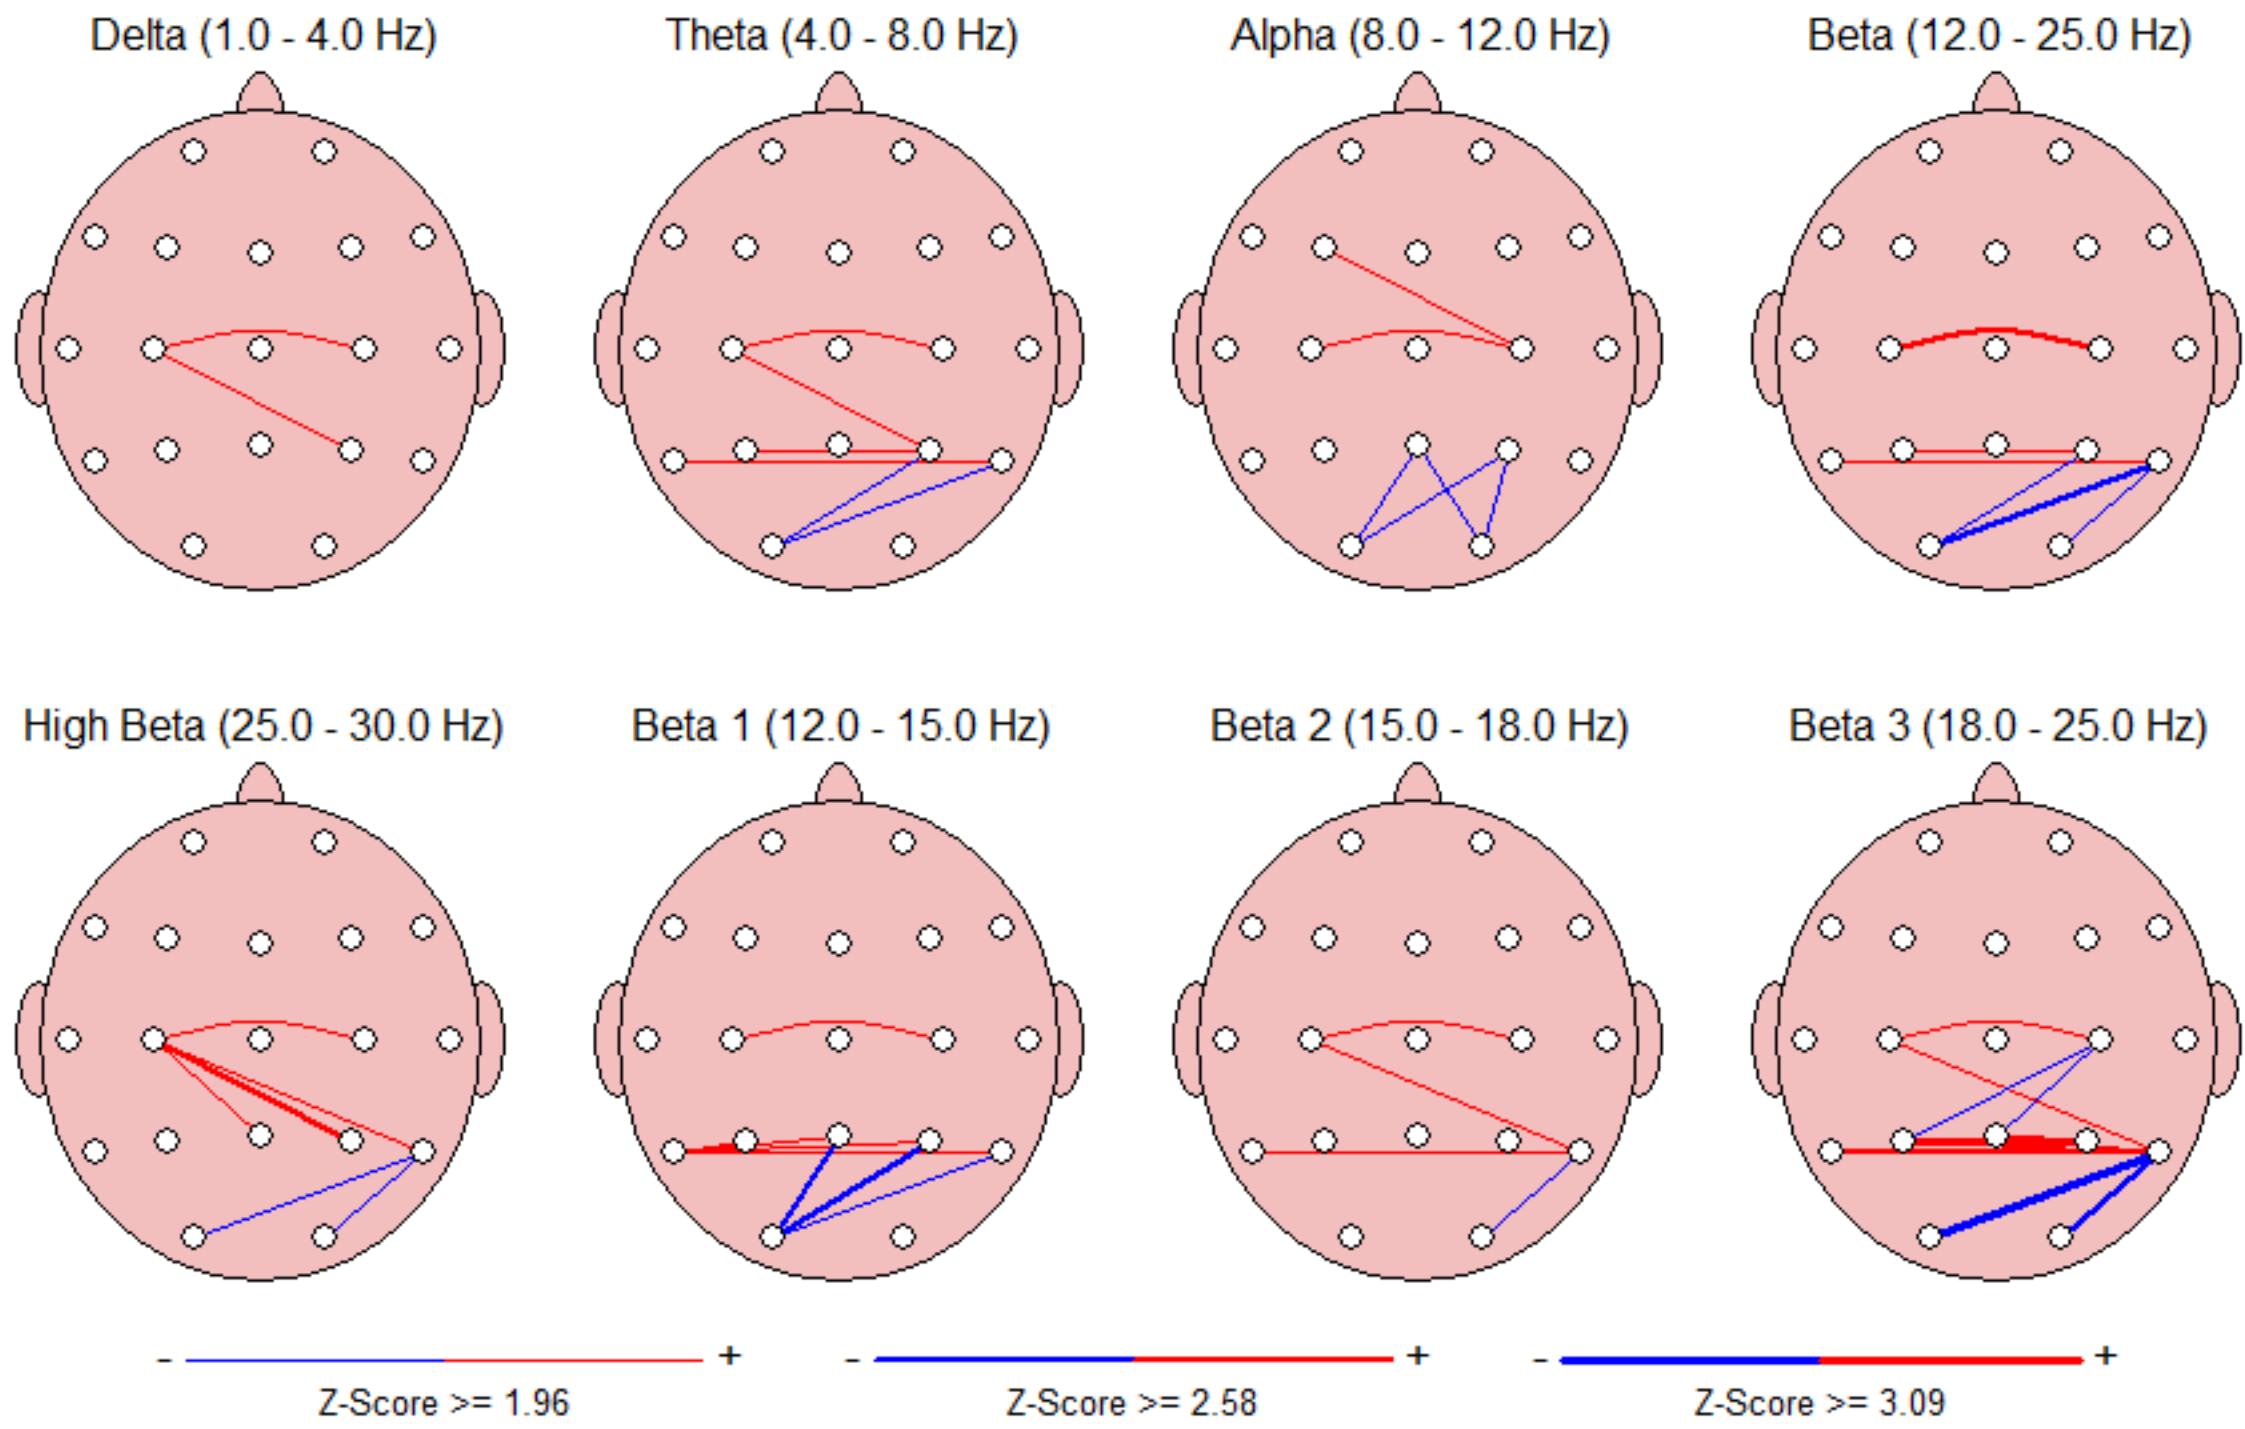 Delta (1.0 - 4.0 Hz)
Theta (4.0 - 8.0 Hz)
Alpha (8.0 - 12.0 Hz)
Beta (12.0 - 25.0 Hz)
High Beta (25.0 - 30.0 Hz)
Beta 1 (12.0 - 15.0 Hz)
Beta 2 (15.0 - 18.0 Hz)
Beta 3 (18.0 - 25.0 Hz)
- +
- +
- +
Z-Score >= 1.96
Z-Score >= 2.58
Z-Score >= 3.09